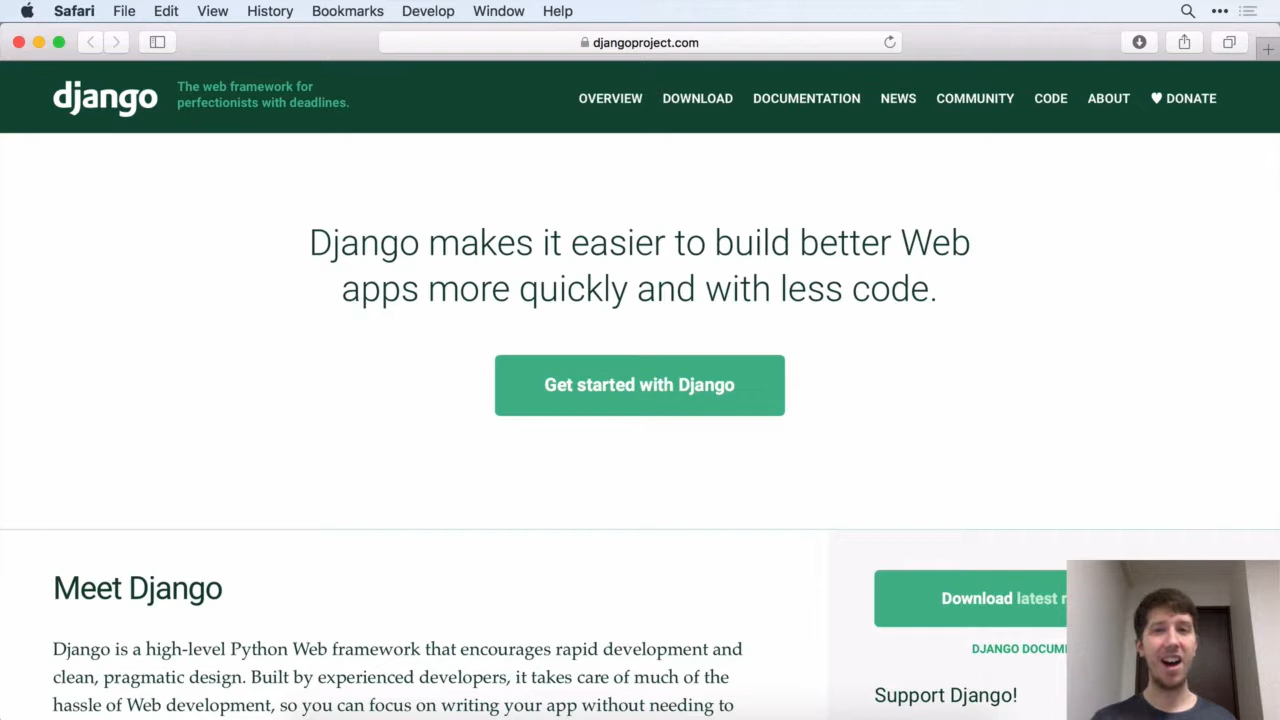 Safari File Edit View History Bookmarks Develop Window Help
djangoproject.com
django
The web framework for
perfectionists with deadlines.
OVERVIEW DOWNLOAD DOCUMENTATION NEWS COMMUNITY CODE ABOUT ♥ DONATE
Django makes it easier to build better Web
apps more quickly and with less code.
Get started with Django
Meet Django
Django is a high-level Python Web framework that encourages rapid development and
clean, pragmatic design. Built by experienced developers, it takes care of much of the
hassle of Web development, so you can focus on writing your app without needing to
Download latest r
DJANGO DOCUM
Support Django!